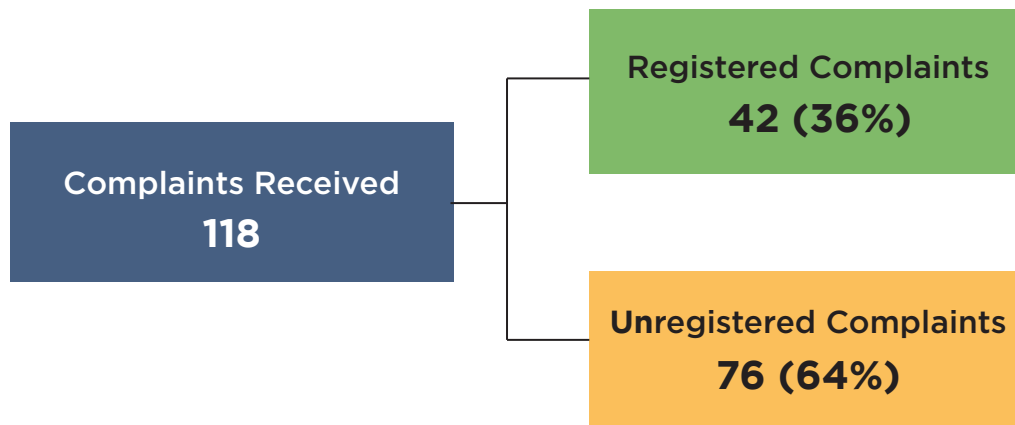 Complaints Received
118
Registered Complaints
42 (36%)
Unregistered Complaints
76 (64%)